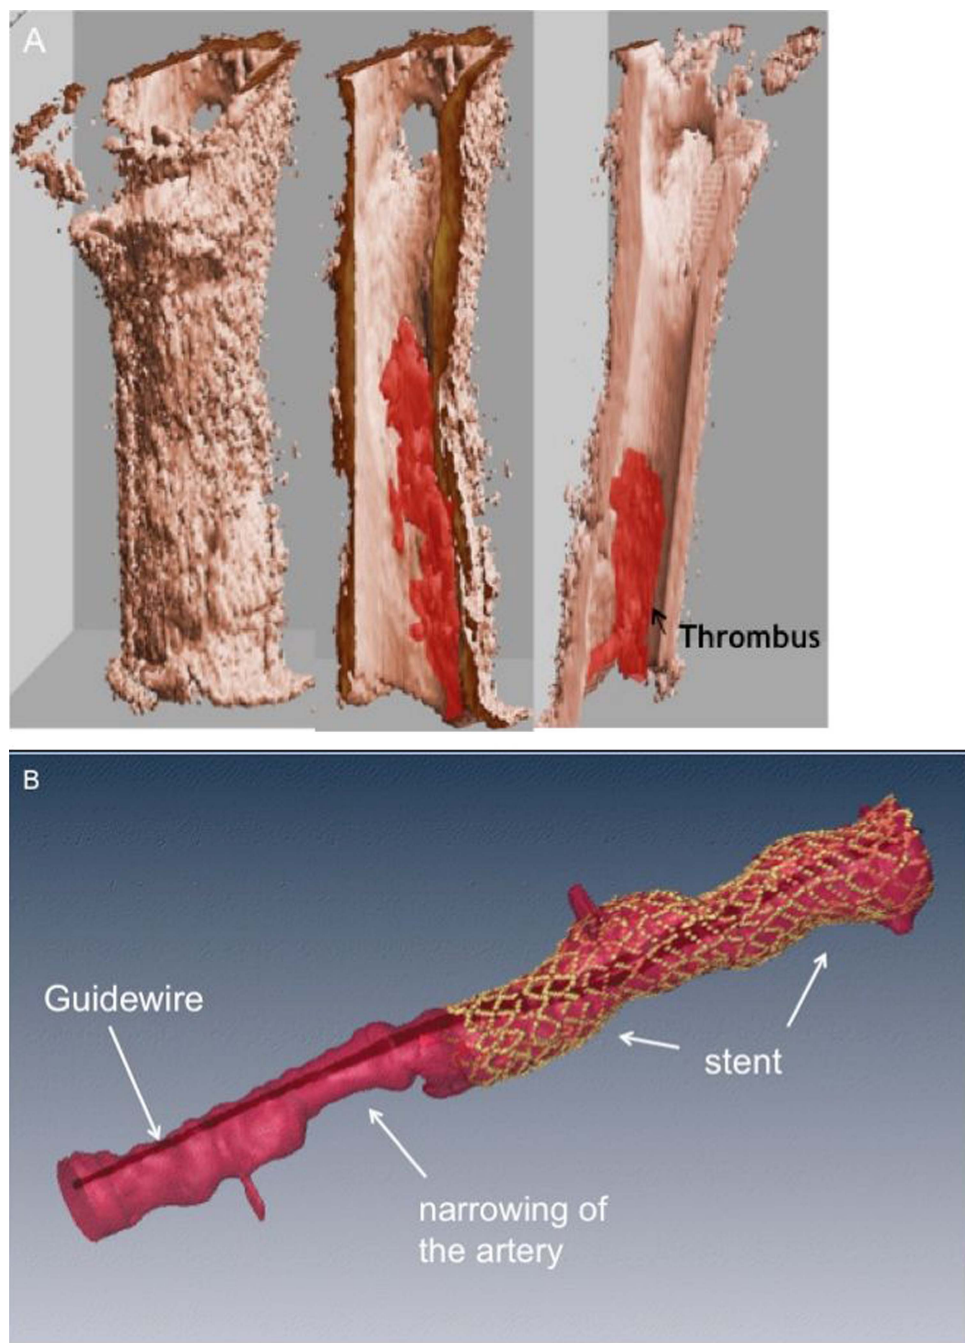 A
Thrombus
B
Guidewire
stent
narrowing of
the artery